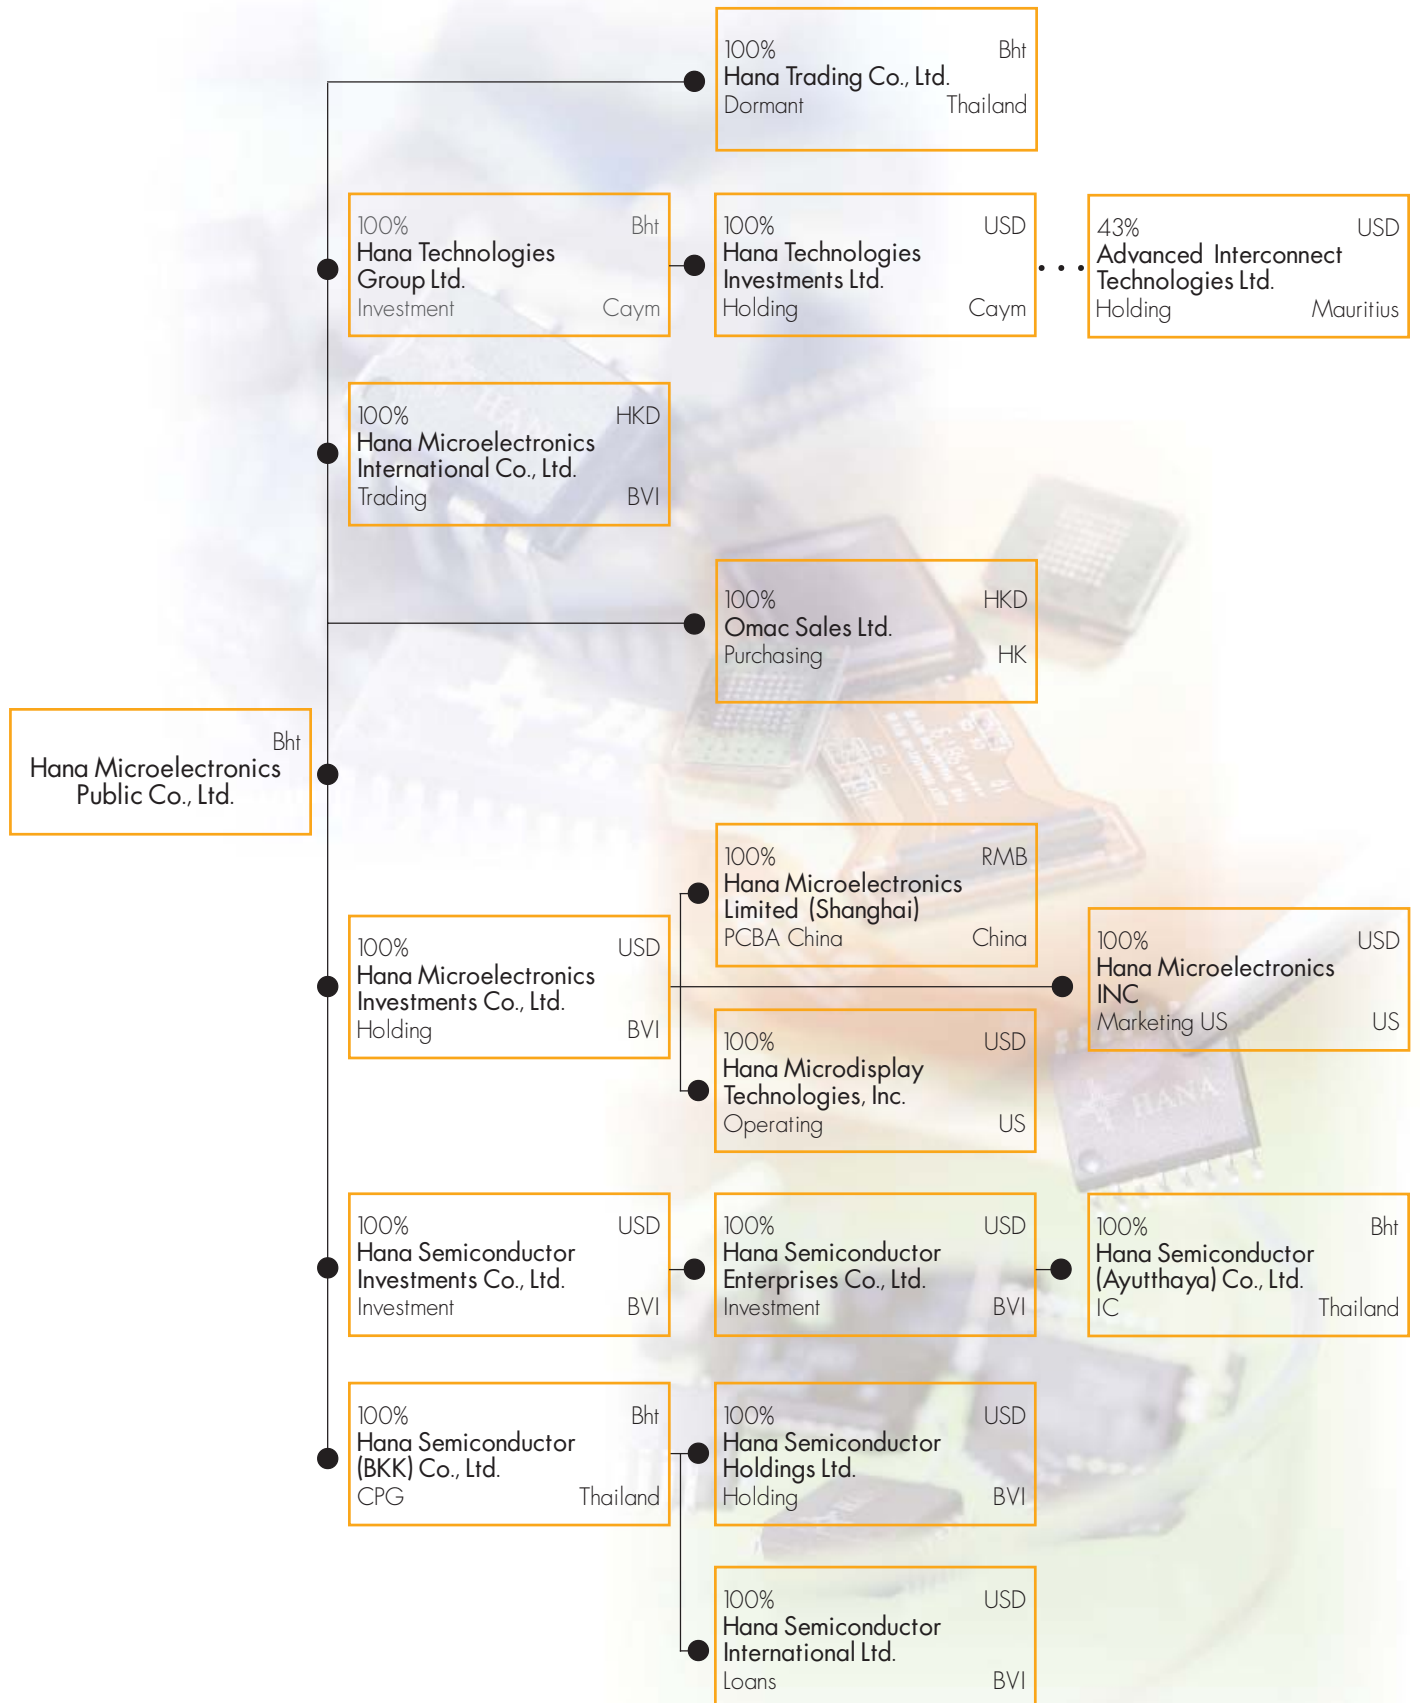 100% Bht
Hana Trading Co., Ltd.
Dormant Thailand
100% Bht
Hana Technologies
Group Ltd.
Investment Caym
100% USD
Hana Technologies
Investments Ltd.
Holding Caym
43% USD
Advanced Interconnect
Technologies Ltd.
Holding Mauritius
100% HKD
Hana Microelectronics
International Co., Ltd.
Trading BVI
100% HKD
Omac Sales Ltd.
Purchasing HK
Bht
Hana Microelectronics
Public Co., Ltd.
100% RMB
Hana Microelectronics
Limited (Shanghai)
PCBA China China
100% USD
Hana Microelectronics
Investments Co., Ltd.
Holding BVI
100% USD
Hana Microelectronics
INC
Marketing US US
100% USD
Hana Microdisplay
Technologies, Inc.
Operating US
HANA
100% USD
Hana Semiconductor
Investments Co., Ltd.
Investment BVI
100% USD
Hana Semiconductor
Enterprises Co., Ltd.
Investment BVI
100% Bht
Hana Semiconductor
(Ayutthaya) Co., Ltd.
IC Thailand
100% Bht
Hana Semiconductor
(BKK) Co., Ltd.
CPG Thailand
100% USD
Hana Semiconductor
Holdings Ltd.
Holding BVI
100% USD
Hana Semiconductor
International Ltd.
Loans BVI